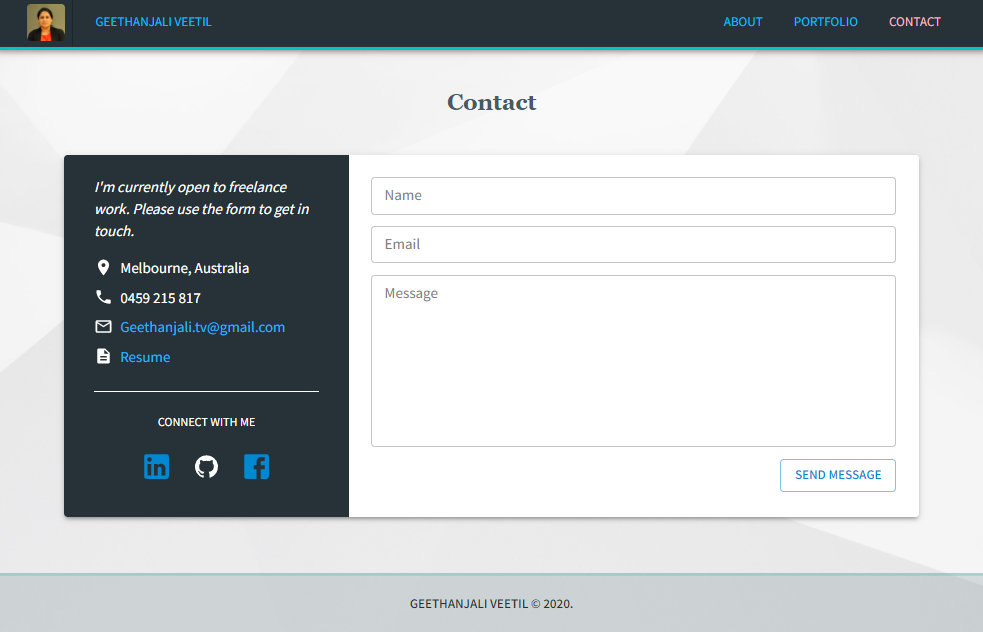 GEETHANJALI VEETIL
ABOUT
PORTFOLIO
CONTACT
Contact
I'm currently open to freelance
work. Please use the form to get in
touch.
Melbourne, Australia
0459 215 817
Geethanjali.tv@gmail.com
Resume
CONNECT WITH ME
in
f
Name
Email
Message
SEND MESSAGE
GEETHANJALI VEETIL © 2020.